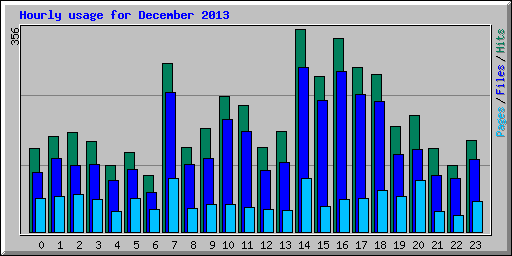 Hourly usage for December 2013
356
Pages / Files / Hits
0 1 2 3 4 5 6 7 8 9 10 11 12 13 14 15 16 17 18 19 20 21 22 23